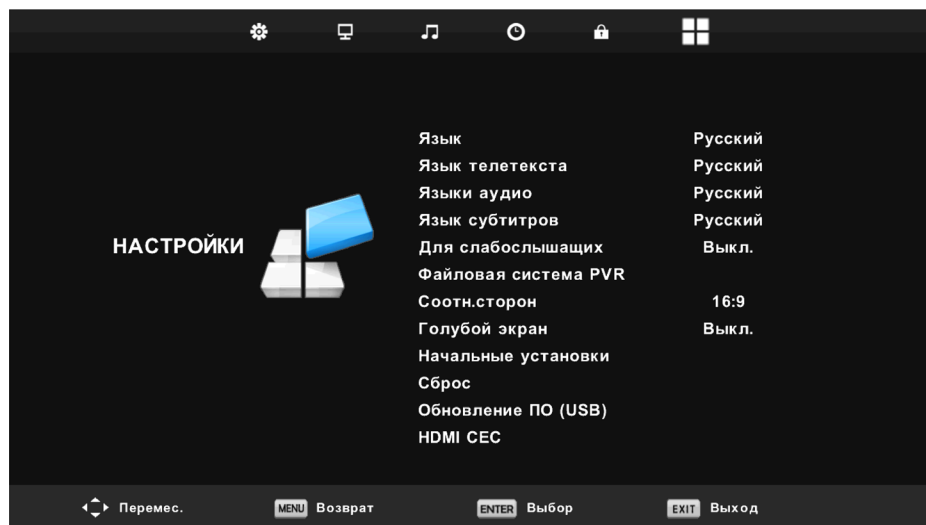 НАСТРОЙКИ
Язык Русский
Язык телетекста Русский
Языки аудио Русский
Язык субтитров Русский
Для слабослышащих Выкл.
Файловая система PVR
Соотн.сторон 16:9
Голубой экран Выкл.
Начальные установки
Сброс
Обновление ПО (USB)
HDMI CEC
Перемес. MENU Возврат ENTER Выбор EXIT Выход